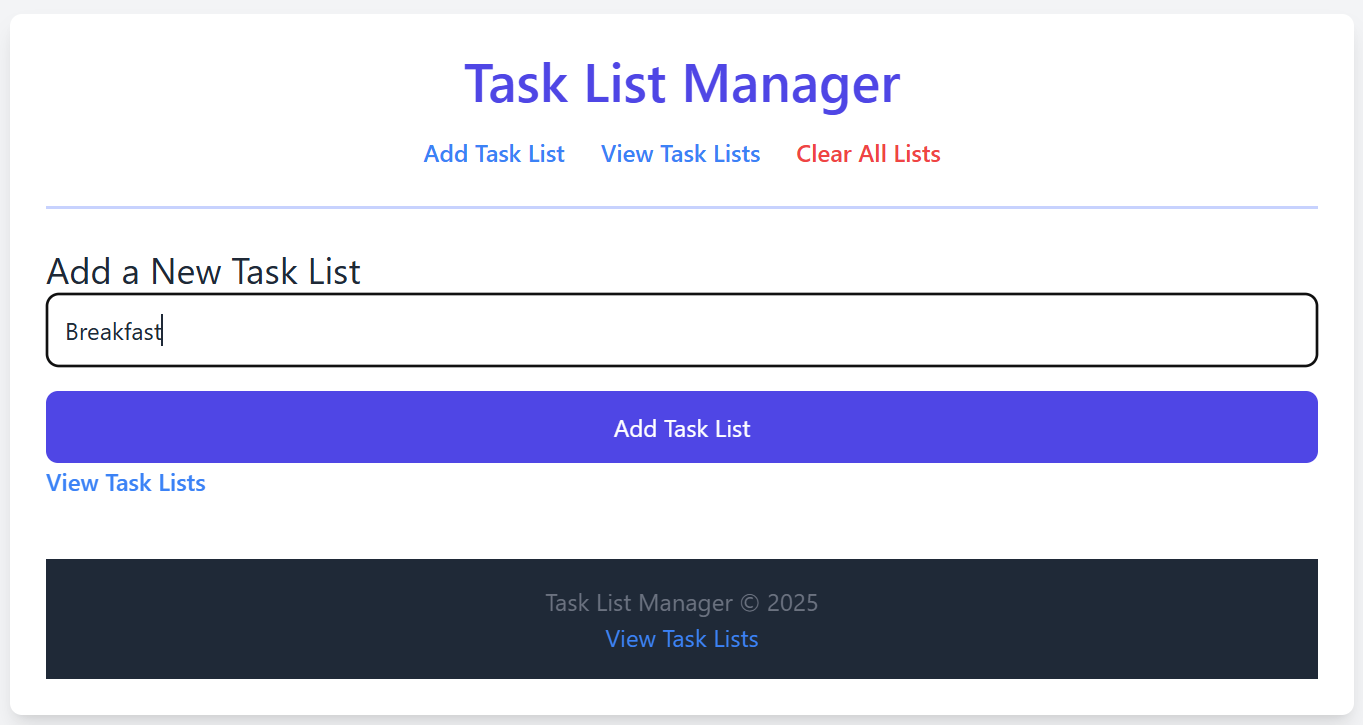 Task List Manager
Add Task List View Task Lists Clear All Lists
Add a New Task List
Breakfast
Add Task List
View Task Lists
Task List Manager © 2025
View Task Lists